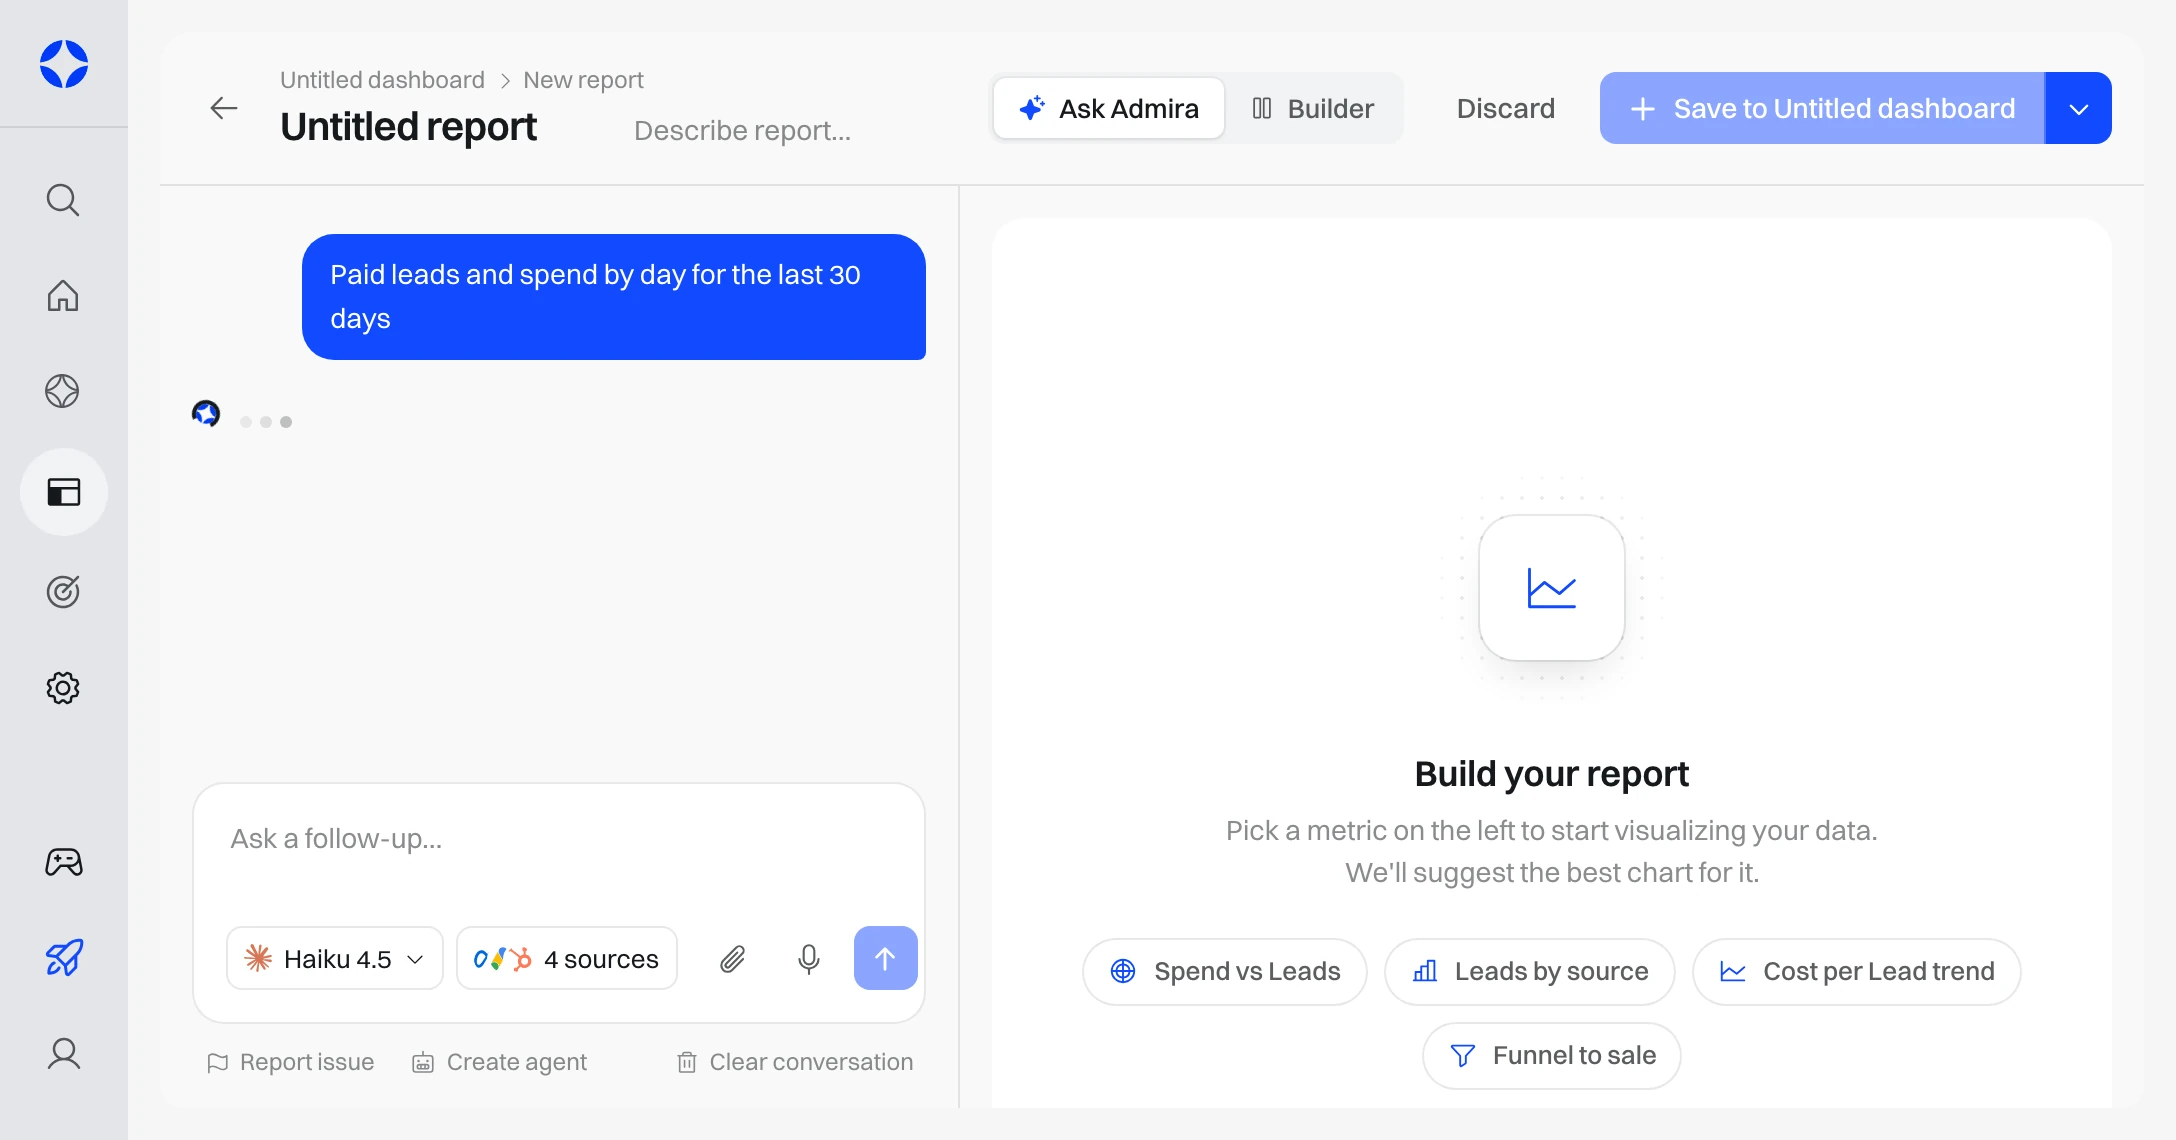 Untitled dashboard > New report
Untitled report
Describe report...
Ask Admira
Builder
Discard
Save to Untitled dashboard
Paid leads and spend by day for the last 30
days
Ask a follow-up...
Haiku 4.5
4 sources
Report issue
Create agent
Clear conversation
Build your report
Pick a metric on the left to start visualizing your data.
We'll suggest the best chart for it.
Spend vs Leads
Leads by source
Cost per Lead trend
Funnel to sale